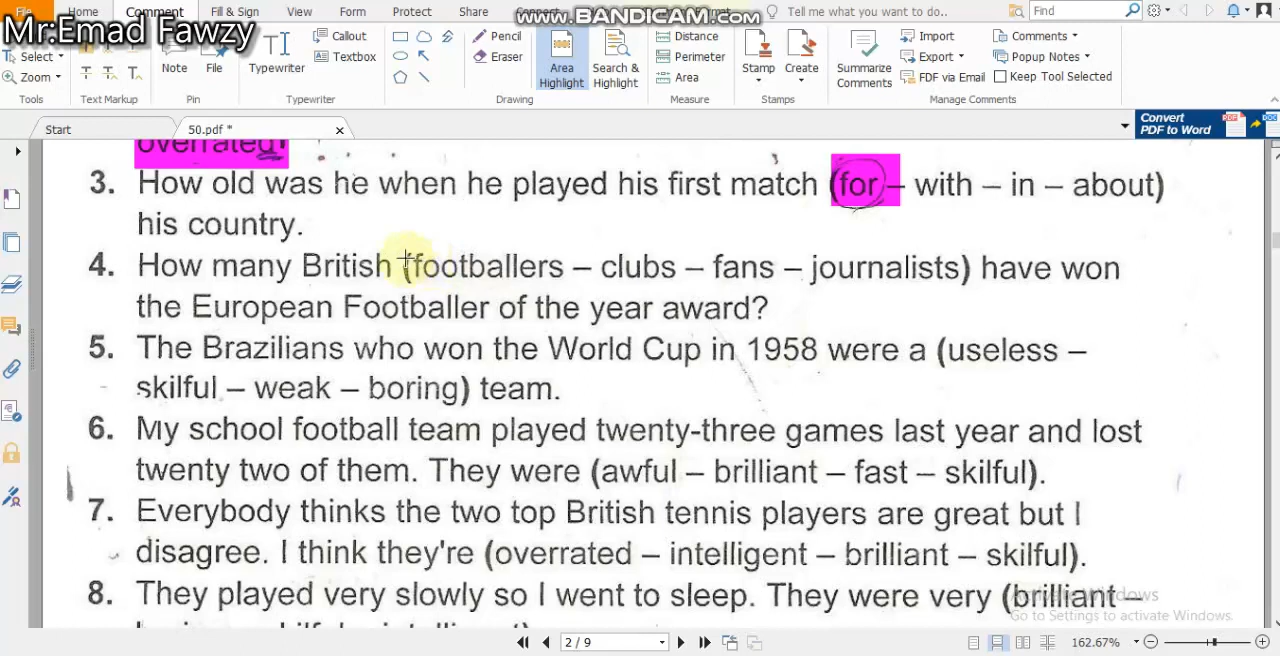 www.BANDICAM.com
Mr:Emad Fawzy
File Home Comment Fill & Sign View Form Protect Share Help Tell me what you want to do.. Find
Select Zoom Tools
Text Markup
Note File Pin
Typewriter Callout Textbox Typewriter
Pencil Eraser Drawing
Area Highlight Search & Highlight
Distance Perimeter Area Measure
Stamp Create Stamps
Summarize Comments Import Export FDF via Email Comments Popup Notes Keep Tool Selected Manage Comments
Start 50.pdf *
Convert PDF to Word
overrated)
3. How old was he when he played his first match (for – with – in – about)
his country.
4. How many British (footballers – clubs – fans – journalists) have won
the European Footballer of the year award?
5. The Brazilians who won the World Cup in 1958 were a (useless –
skilful – weak – boring) team.
6. My school football team played twenty-three games last year and lost
twenty two of them. They were (awful – brilliant – fast – skilful).
7. Everybody thinks the two top British tennis players are great but I
disagree. I think they're (overrated – intelligent – brilliant – skilful).
8. They played very slowly so I went to sleep. They were very (brilliant –
Activate Windows
Go to Settings to activate Windows.
2 / 9
162.67%